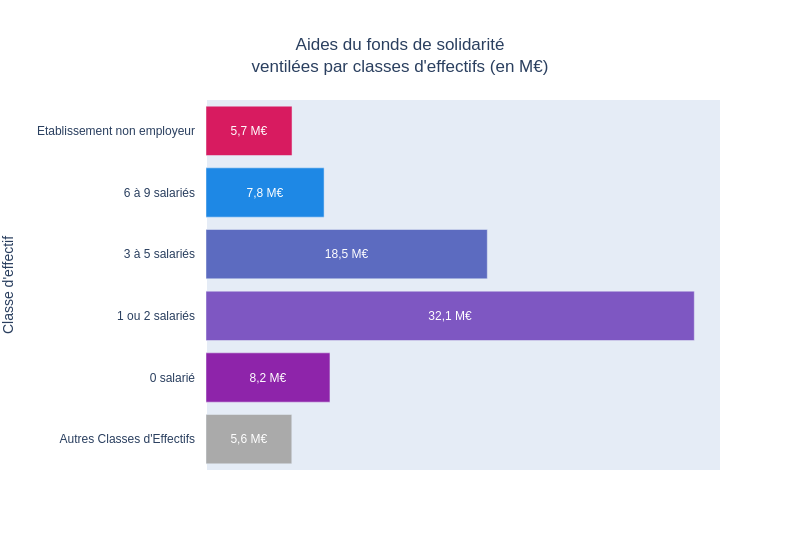 Aides du fonds de solidarité
ventilées par classes d'effectifs (en M€)
Classe d'effectif
Etablissement non employeur
5,7 M€
6 à 9 salariés
7,8 M€
3 à 5 salariés
18,5 M€
1 ou 2 salariés
32,1 M€
0 salarié
8,2 M€
Autres Classes d'Effectifs
5,6 M€